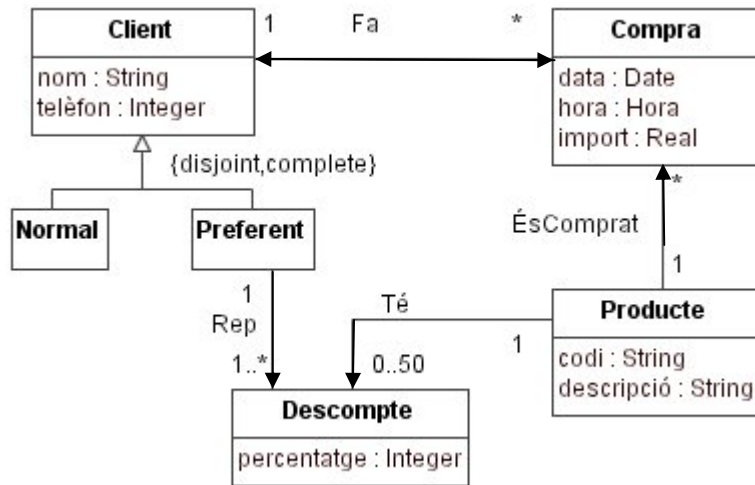 Client
1
Fa
*
Compra
nom : String
telèfon : Integer
data : Date
hora : Hora
import : Real
{disjoint,complete}
*
Normal
Preferent
ÉsComprat
1
1
Rep
1..*
Té
0..50
1
Producte
codi : String
descripció : String
Descompte
percentatge : Integer